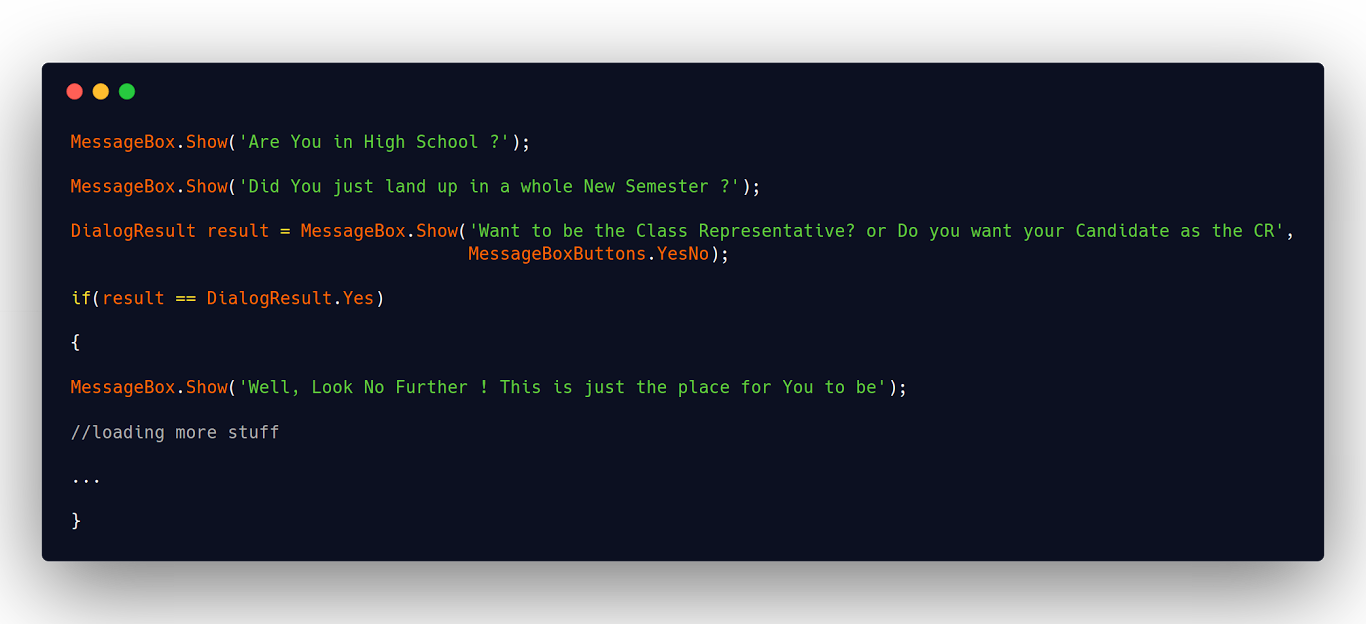 MessageBox.Show('Are You in High School ?');
MessageBox.Show('Did You just land up in a whole New Semester ?');
DialogResult result = MessageBox.Show('Want to be the Class Representative? or Do you want your Candidate as the CR',
MessageBoxButtons.YesNo);
if(result == DialogResult.Yes)
{
MessageBox.Show('Well, Look No Further ! This is just the place for You to be');
//loading more stuff
...
}